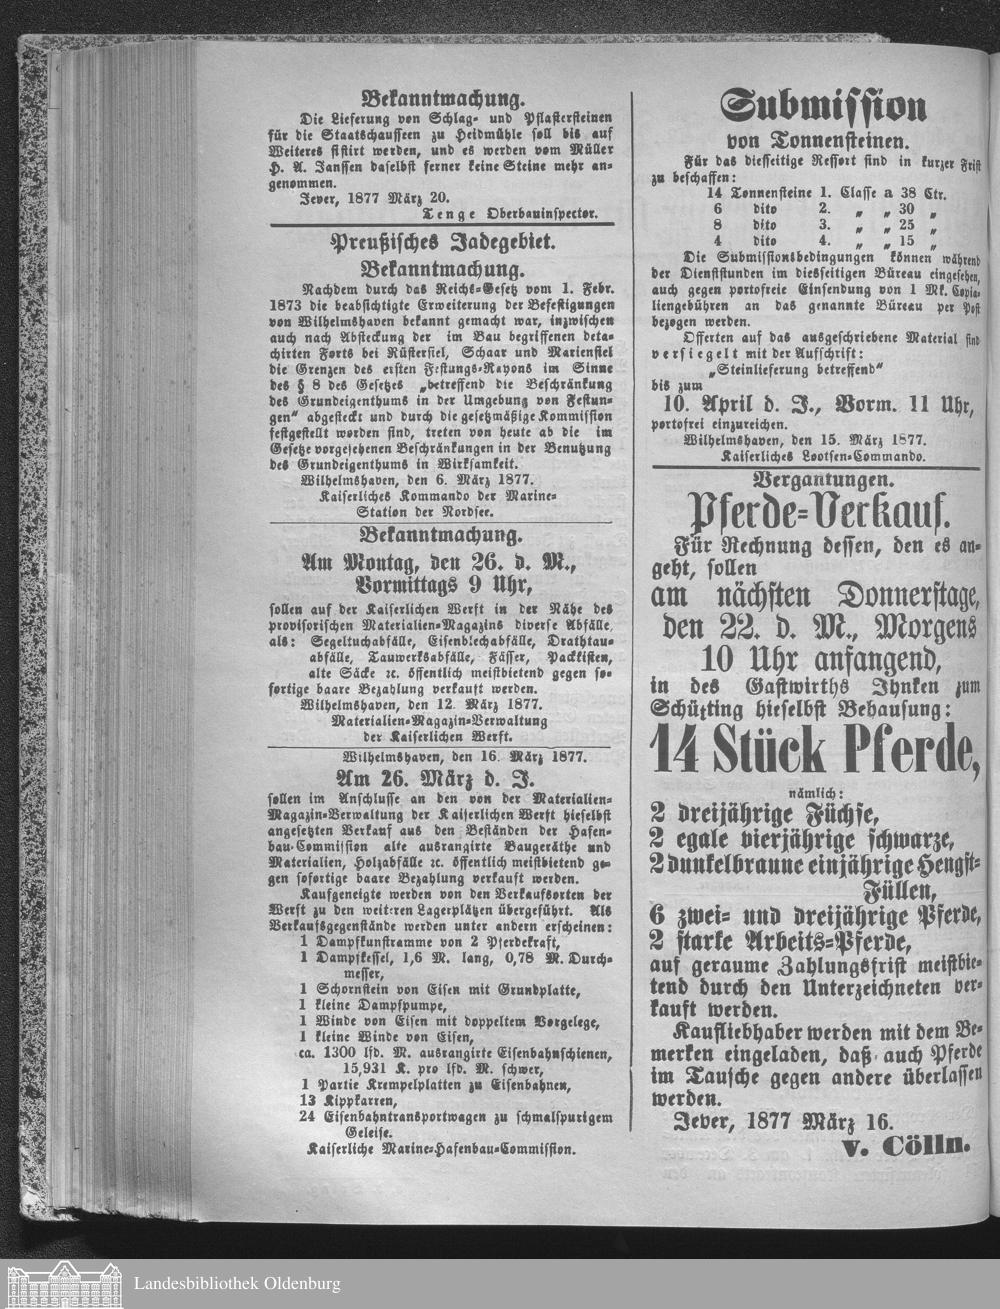 Bekanntmachung.
Die Lieferung von Schlag- und Pflastersteinen
für die Staatschausseen zu Heidmühle soll bis auf
Weiteres sistirt werden, und es werden vom Müller
H. A. Janssen daselbst ferner keine Steine mehr an-
genommen.
Jever, 1877 März 20.
Tenge Oberbauinspector.
Preußisches Jadegebiet.
Bekanntmachung.
Nachdem durch das Reichs-Gesetz vom 1. Febr.
1873 die beabsichtigte Erweiterung der Befestigungen
von Wilhelmshaven bekannt gemacht war, inzwischen
auch nach Absteckung der im Bau begriffenen deta-
chirten Forts bei Rüstersiel, Schaar und Mariensiel
die Grenzen des ersten Festungs-Rayons im Sinne
des § 8 des Gesetzes „betreffend die Beschränkung
des Grundeigenthums in der Umgebung von Festun-
gen“ abgesteckt und durch die gesetzmäßige Kommission
festgestellt worden sind, treten von heute ab die im
Gesetze vorgesehenen Beschränkungen in der Benutzung
des Grundeigenthums in Wirksamkeit.
Wilhelmshaven, den 6. März 1877.
Kaiserliches Kommando der Marine-
Station der Nordsee.
Bekanntmachung.
Am Montag, den 26. d. M.,
Vormittags 9 Uhr,
sollen auf der Kaiserlichen Werft in der Nähe des
provisorischen Materialien-Magazins diverse Abfälle,
als: Segeltuchabfälle, Eisenblechabfälle, Drathtau-
abfälle, Tauwerksabfälle, Fässer, Packkisten,
alte Säcke ꝛc. öffentlich meistbietend gegen so-
fortige baare Bezahlung verkauft werden.
Wilhelmshaven, den 12. März 1877.
Materialien-Magazin-Verwaltung
der Kaiserlichen Werft.
Wilhelmshaven, den 16. März 1877.
Am 26. März d. J.
sollen im Anschlusse an den von der Materialien-
Magazin-Verwaltung der Kaiserlichen Werft hieselbst
angesetzten Verkauf aus den Beständen der Hafen-
bau-Commission alte ausrangirte Baugeräthe und
Materialien, Holzabfälle ꝛc. öffentlich meistbietend ge-
gen sofortige baare Bezahlung verkauft werden.
Kaufgeneigte werden von den Verkaufsorten der
Werft zu den weiteren Lagerplätzen übergeführt. Als
Verkaufsgegenstände werden unter andern erscheinen:
1 Dampfkunstramme von 2 Pferdekraft,
1 Dampfkessel, 1,6 M. lang, 0,78 M. Durch-
messer,
1 Schornstein von Eisen mit Grundplatte,
1 kleine Dampfpumpe,
1 Winde von Eisen mit doppeltem Vorgelege,
1 kleine Winde von Eisen,
ca. 1300 lfd. M. ausrangirte Eisenbahnschienen,
15,931 K. pro lfd. M. schwer,
1 Partie Krempelplatten zu Eisenbahnen,
13 Kippkarren,
24 Eisenbahntransportwagen zu schmalspurigem
Geleise.
Kaiserliche Marine-Hafenbau-Commission.
Submission
von Tonnensteinen.
Für das diesseitige Ressort sind in kurzer Frist
zu beschaffen:
14 Tonnensteine 1. Classe a 38 Ctr.
6 dito 2. „ „ 30 „
8 dito 3. „ „ 25 „
4 dito 4. „ „ 15 „
Die Submissionsbedingungen können während
der Dienststunden im diesseitigen Büreau eingesehen,
auch gegen portofreie Einsendung von 1 Mk. Copia-
liengebühren an das genannte Büreau per Post
bezogen werden.
Offerten auf das ausgeschriebene Material sind
versiegelt mit der Aufschrift:
„Steinlieferung betreffend“
bis zum
10. April d. J., Vorm. 11 Uhr,
portofrei einzureichen.
Wilhelmshaven, den 15. März 1877.
Kaiserliches Lootsen-Commando.
Vergantungen.
Pferde-Verkauf.
Für Rechnung dessen, den es an-
geht, sollen
am nächsten Donnerstage,
den 22. d. M., Morgens
10 Uhr anfangend,
in des Gastwirths Ihnken zum
Schütting hieselbst Behausung:
14 Stück Pferde,
nämlich:
2 dreijährige Füchse,
2 egale vierjährige schwarze,
2 dunkelbraune einjährige Hengst-
Füllen,
6 zwei- und dreijährige Pferde,
2 starke Arbeits-Pferde,
auf geraume Zahlungsfrist meistbie-
tend durch den Unterzeichneten ver-
kauft werden.
Kaufliebhaber werden mit dem Be-
merken eingeladen, daß auch Pferde
im Tausche gegen andere überlassen
werden.
Jever, 1877 März 16.
v. Cölln.
Landesbibliothek Oldenburg